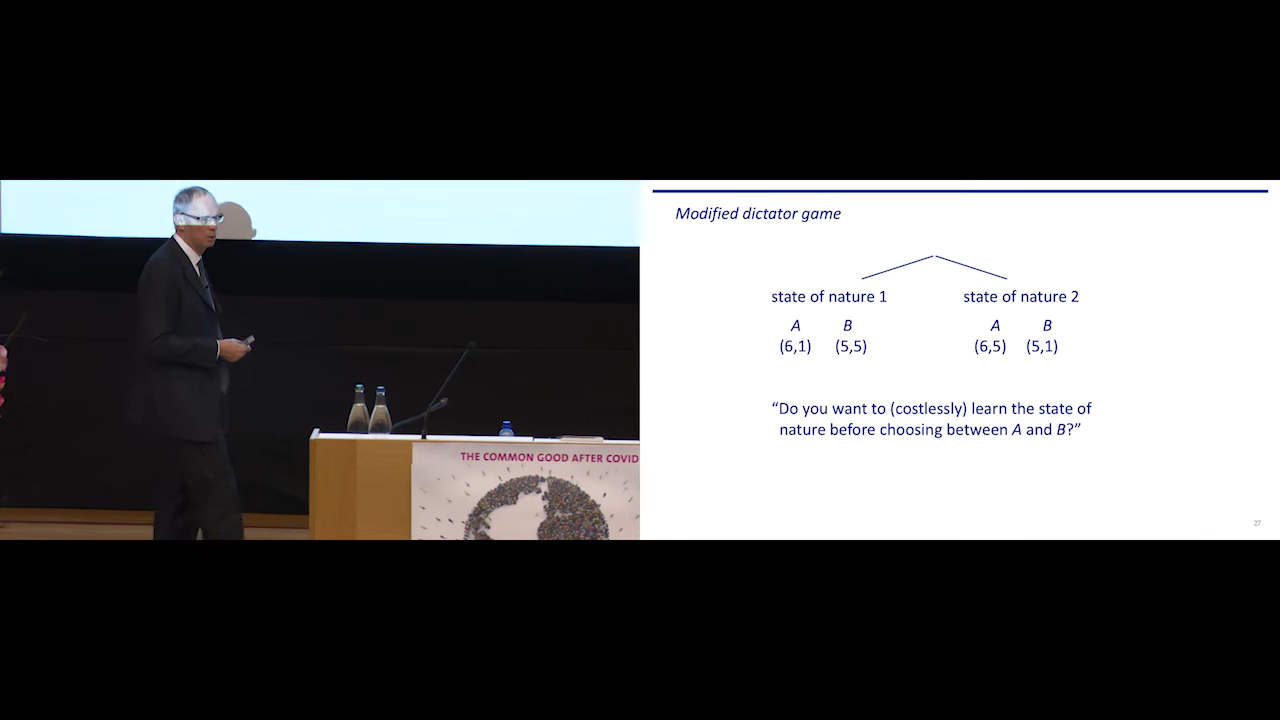 THE COMMON GOOD AFTER COVID
Modified dictator game
state of nature 1 state of nature 2
A B A B
(6,1) (5,5) (6,5) (5,1)
“Do you want to (costlessly) learn the state of
nature before choosing between A and B?”
27